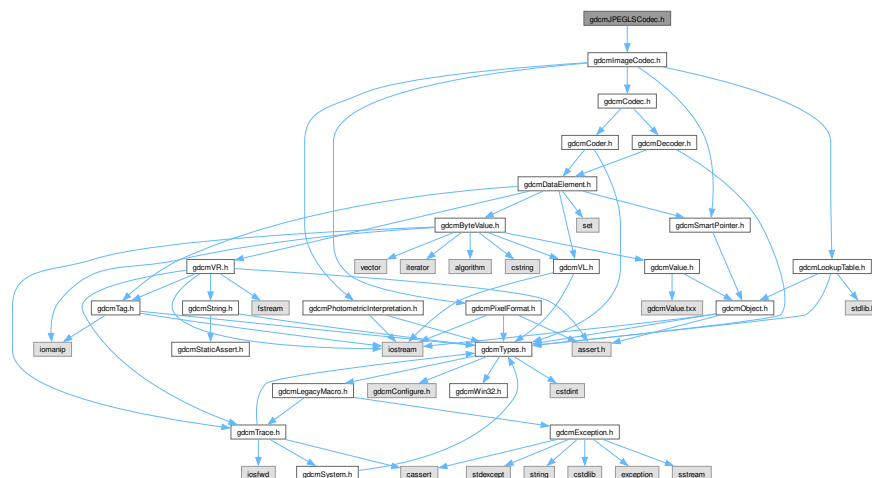 gdcmJPEGLSCodec.h
gdcmImageCodec.h
gdcmCodec.h
gdcmCoder.h
gdcmDecoder.h
gdcmDataElement.h
set
gdcmByteValue.h
gdcmSmartPointer.h
vector
iterator
algorithm
cstring
gdcmVR.h
gdcmVL.h
gdcmValue.h
gdcmLookupTable.h
gdcmTag.h
gdcmString.h
fstream
gdcmPhotometricInterpretation.h
gdcmPixelFormat.h
gdcmValue.txx
gdcmObject.h
stdlib.h
iomanip
gdcmStaticAssert.h
iostream
gdcmTypes.h
assert.h
gdcmLegacyMacro.h
gdcmConfigure.h
gdcmWin32.h
cstdint
gdcmTrace.h
gdcmException.h
iosfwd
gdcmSystem.h
cassert
stdexcept
string
cstdlib
exception
sstream